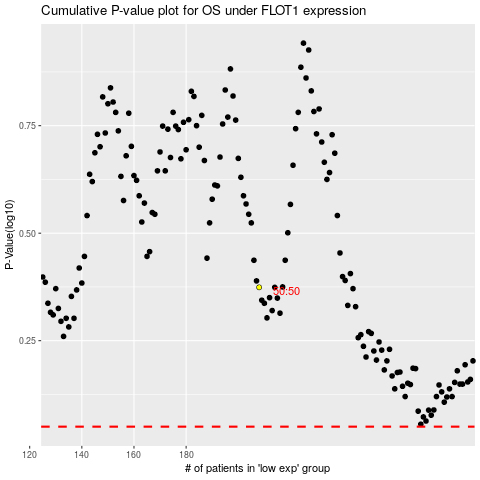 Cumulative P-value plot for OS under FLOT1 expression
P-Value(log10)
0.75
0.50
0.25
50:50
120 140 160 180
# of patients in 'low exp' group